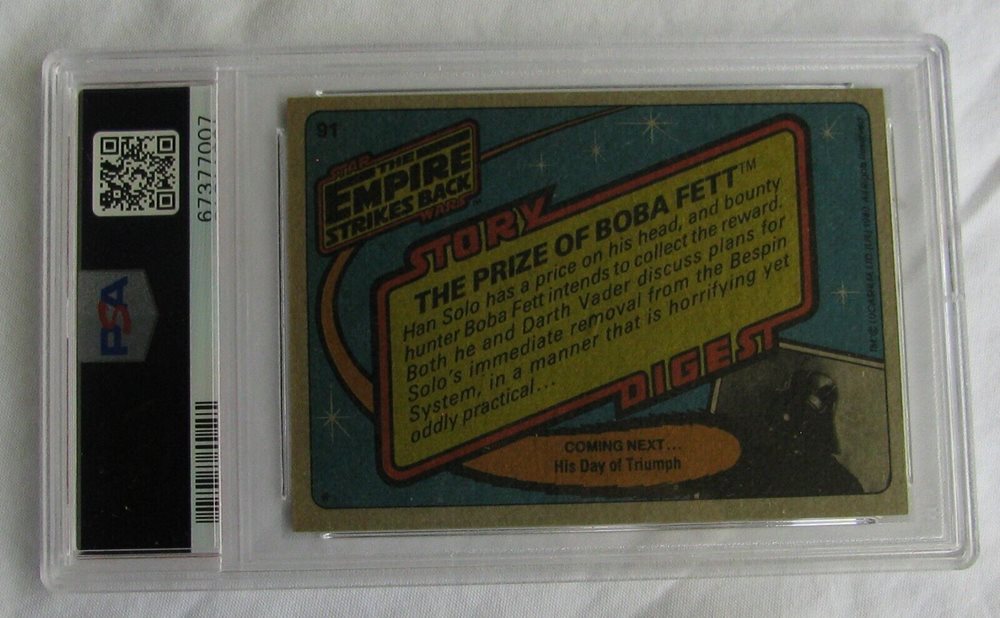 67377007
PSA
91
STAR
THE
EMPIRE
STRIKES BACK
WARS™
STORY
THE PRIZE OF BOBA FETT™
Han Solo has a price on his head, and bounty
hunter Boba Fett intends to collect the reward.
Both he and Darth Vader discuss plans for
Solo's immediate removal from the Bespin
System, in a manner that is horrifying yet
oddly practical...
DIGEST
COMING NEXT...
His Day of Triumph